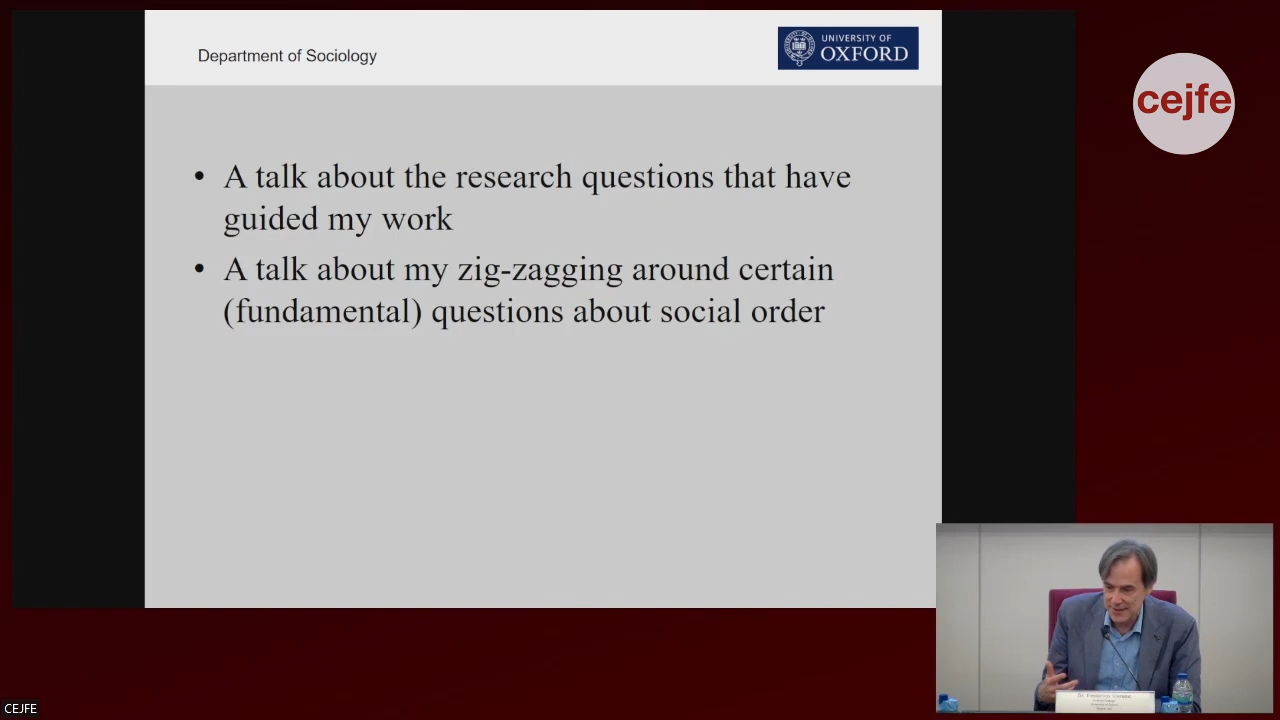 Department of Sociology
UNIVERSITY OF
OXFORD
cejfe
• A talk about the research questions that have
guided my work
• A talk about my zig-zagging around certain
(fundamental) questions about social order
CEJFE